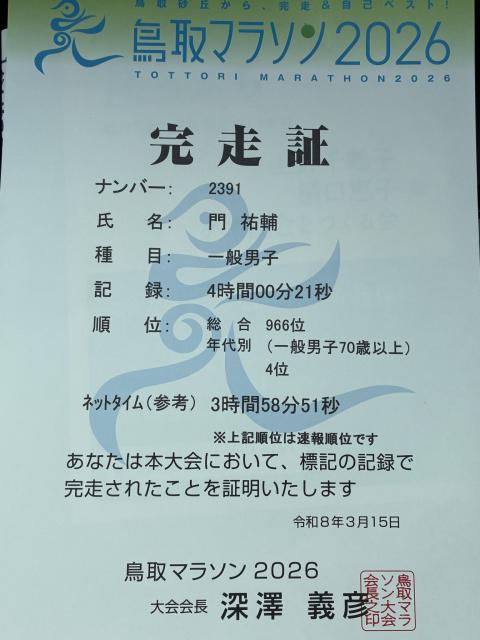 鳥取砂丘から、完走&自己ベスト!
鳥取マラソン2026
TOTTORI MARATHON2026
完走証
ナンバー: 2391
氏 名: 門 祐輔
種 目: 一般男子
記 録: 4時間00分21秒
順 位: 総 合 966位
年代別 (一般男子70歳以上)
4位
ネットタイム(参考) 3時間58分51秒
※上記順位は速報順位です
あなたは本大会において、標記の記録で
完走されたことを証明いたします
令和8年3月15日
鳥取マラソン2026
大会会長 深澤 義彦
鳥取マラ
ソン大会
会長之印